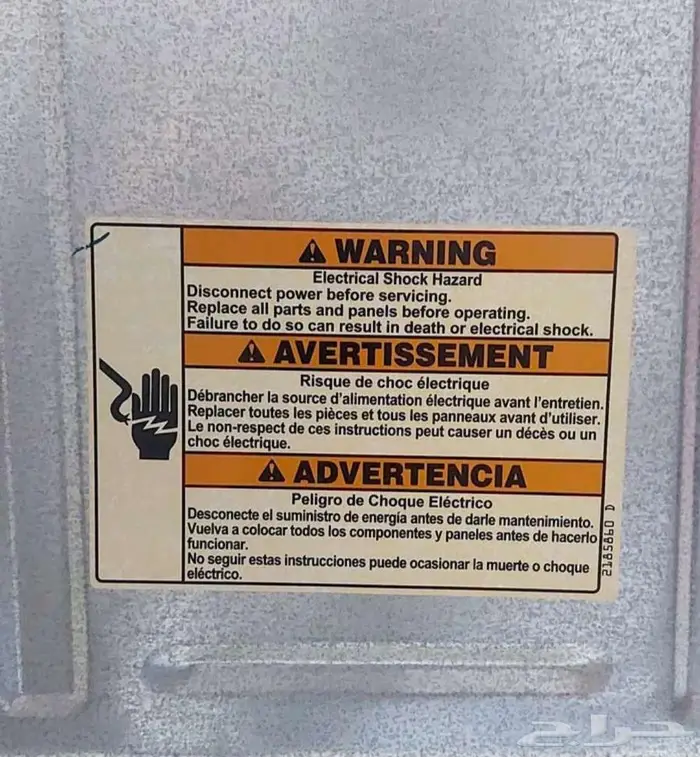 WARNING
Electrical Shock Hazard
Disconnect power before servicing.
Replace all parts and panels before operating.
Failure to do so can result in death or electrical shock.
AVERTISSEMENT
Risque de choc électrique
Débrancher la source d'alimentation électrique avant l'entretien.
Replacer toutes les pièces et tous les panneaux avant d'utiliser.
Le non-respect de ces instructions peut causer un décès ou un
choc électrique.
ADVERTENCIA
Peligro de Choque Eléctrico
Desconecte el suministro de energía antes de darle mantenimiento.
Vuelva a colocar todos los componentes y paneles antes de hacerlo
funcionar.
No seguir estas instrucciones puede ocasionar la muerte o choque
eléctrico.
2185860 D
حراج